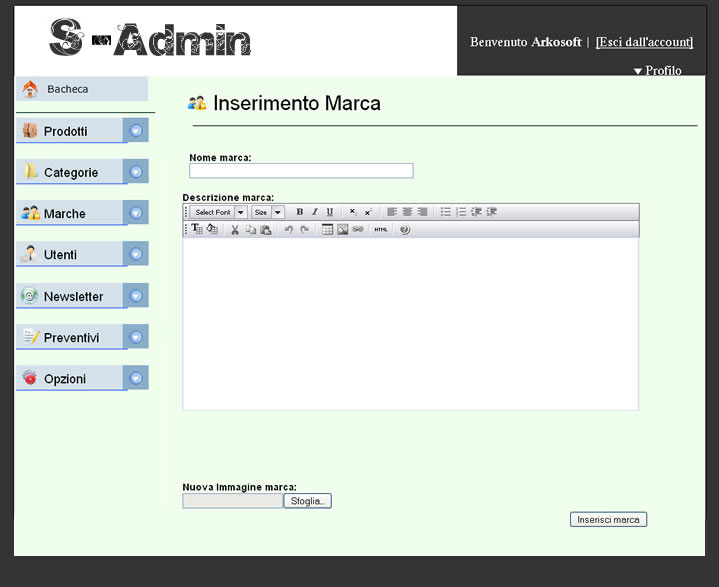 S-Admin
Benvenuto Arkosoft | [Esci dall'account]
Profilo
Bacheca
Prodotti
Categorie
Marche
Utenti
Newsletter
Preventivi
Opzioni
Inserimento Marca
Nome marca:
Descrizione marca:
Select Font Size B I U x x
HTML
Nuova Immagine marca:
Sfoglia...
Inserisci marca